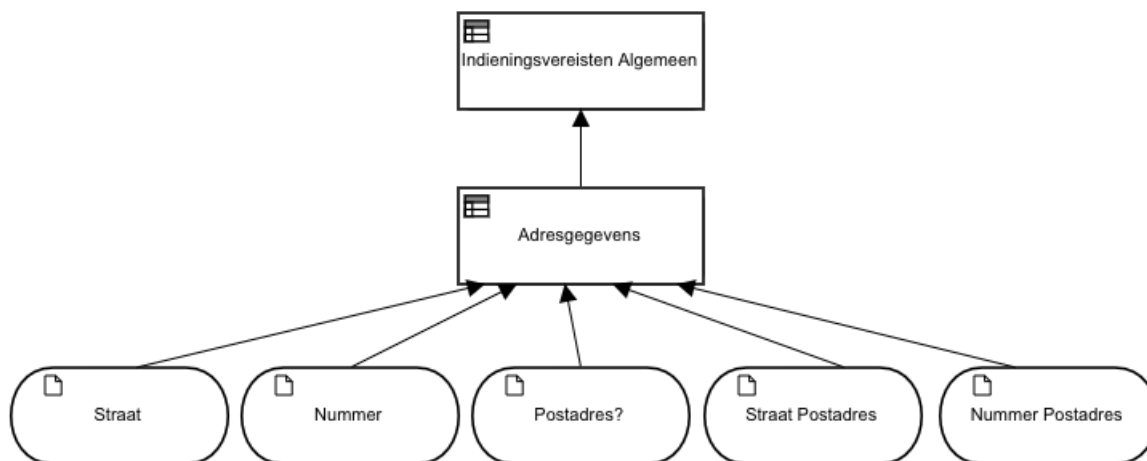 Indieningsvereisten Algemeen
Adresgegevens
Straat
Nummer
Postadres?
Straat Postadres
Nummer Postadres